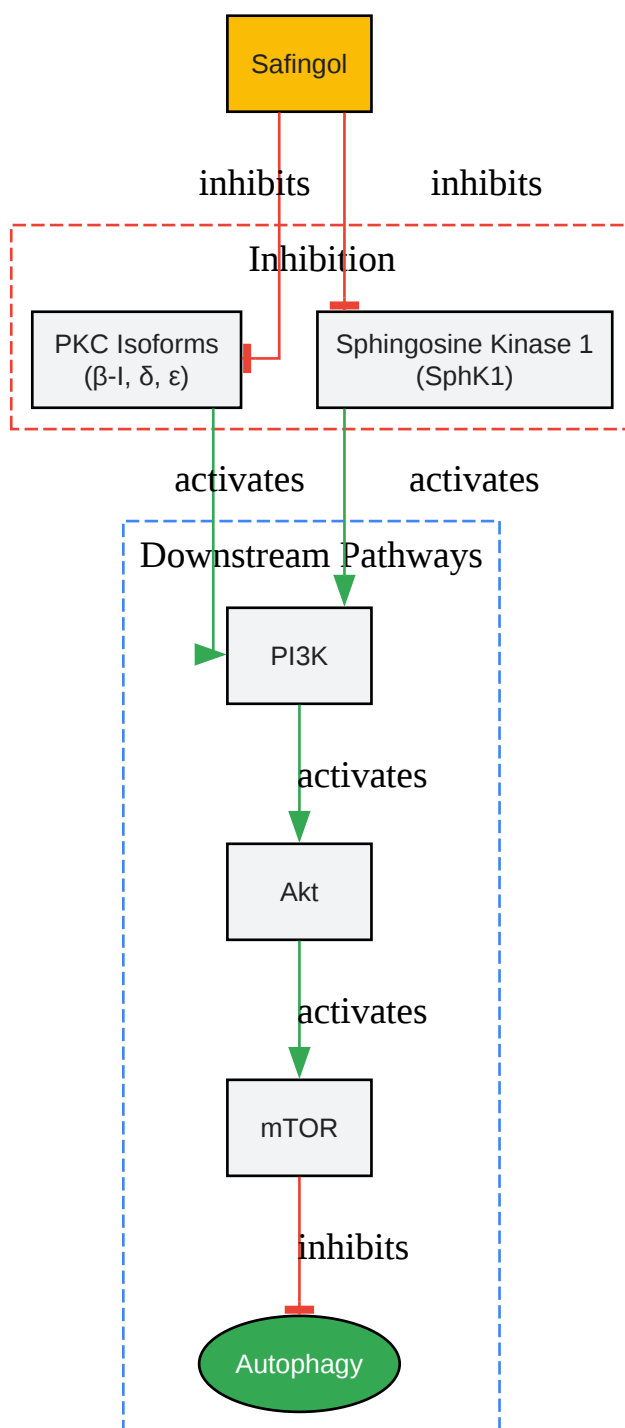 Safingol
inhibits
inhibits
Inhibition
PKC Isoforms
(β-I, δ, ε)
Sphingosine Kinase 1
(SphK1)
activates
activates
Downstream Pathways
PI3K
activates
Akt
activates
mTOR
inhibits
Autophagy